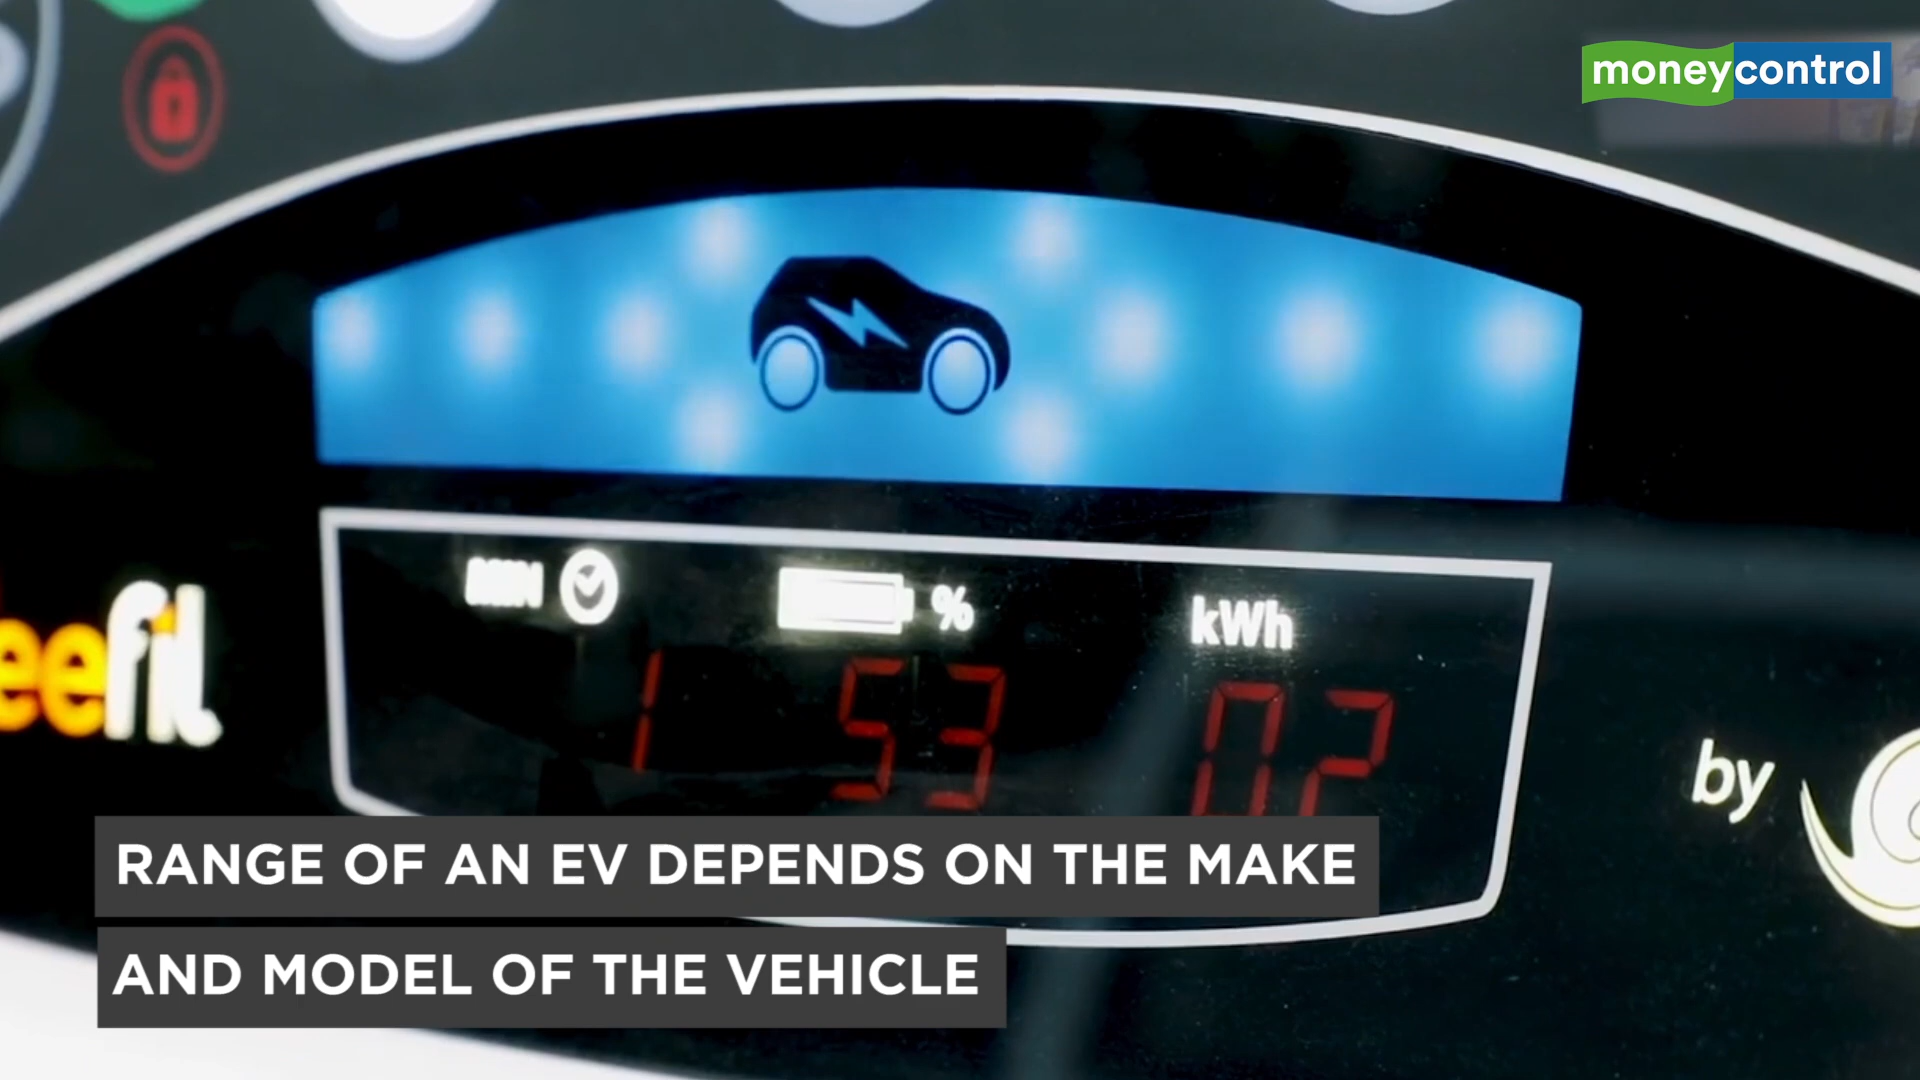 moneycontrol
MIN % kWh
1 53 02
eefil
by
RANGE OF AN EV DEPENDS ON THE MAKE
AND MODEL OF THE VEHICLE